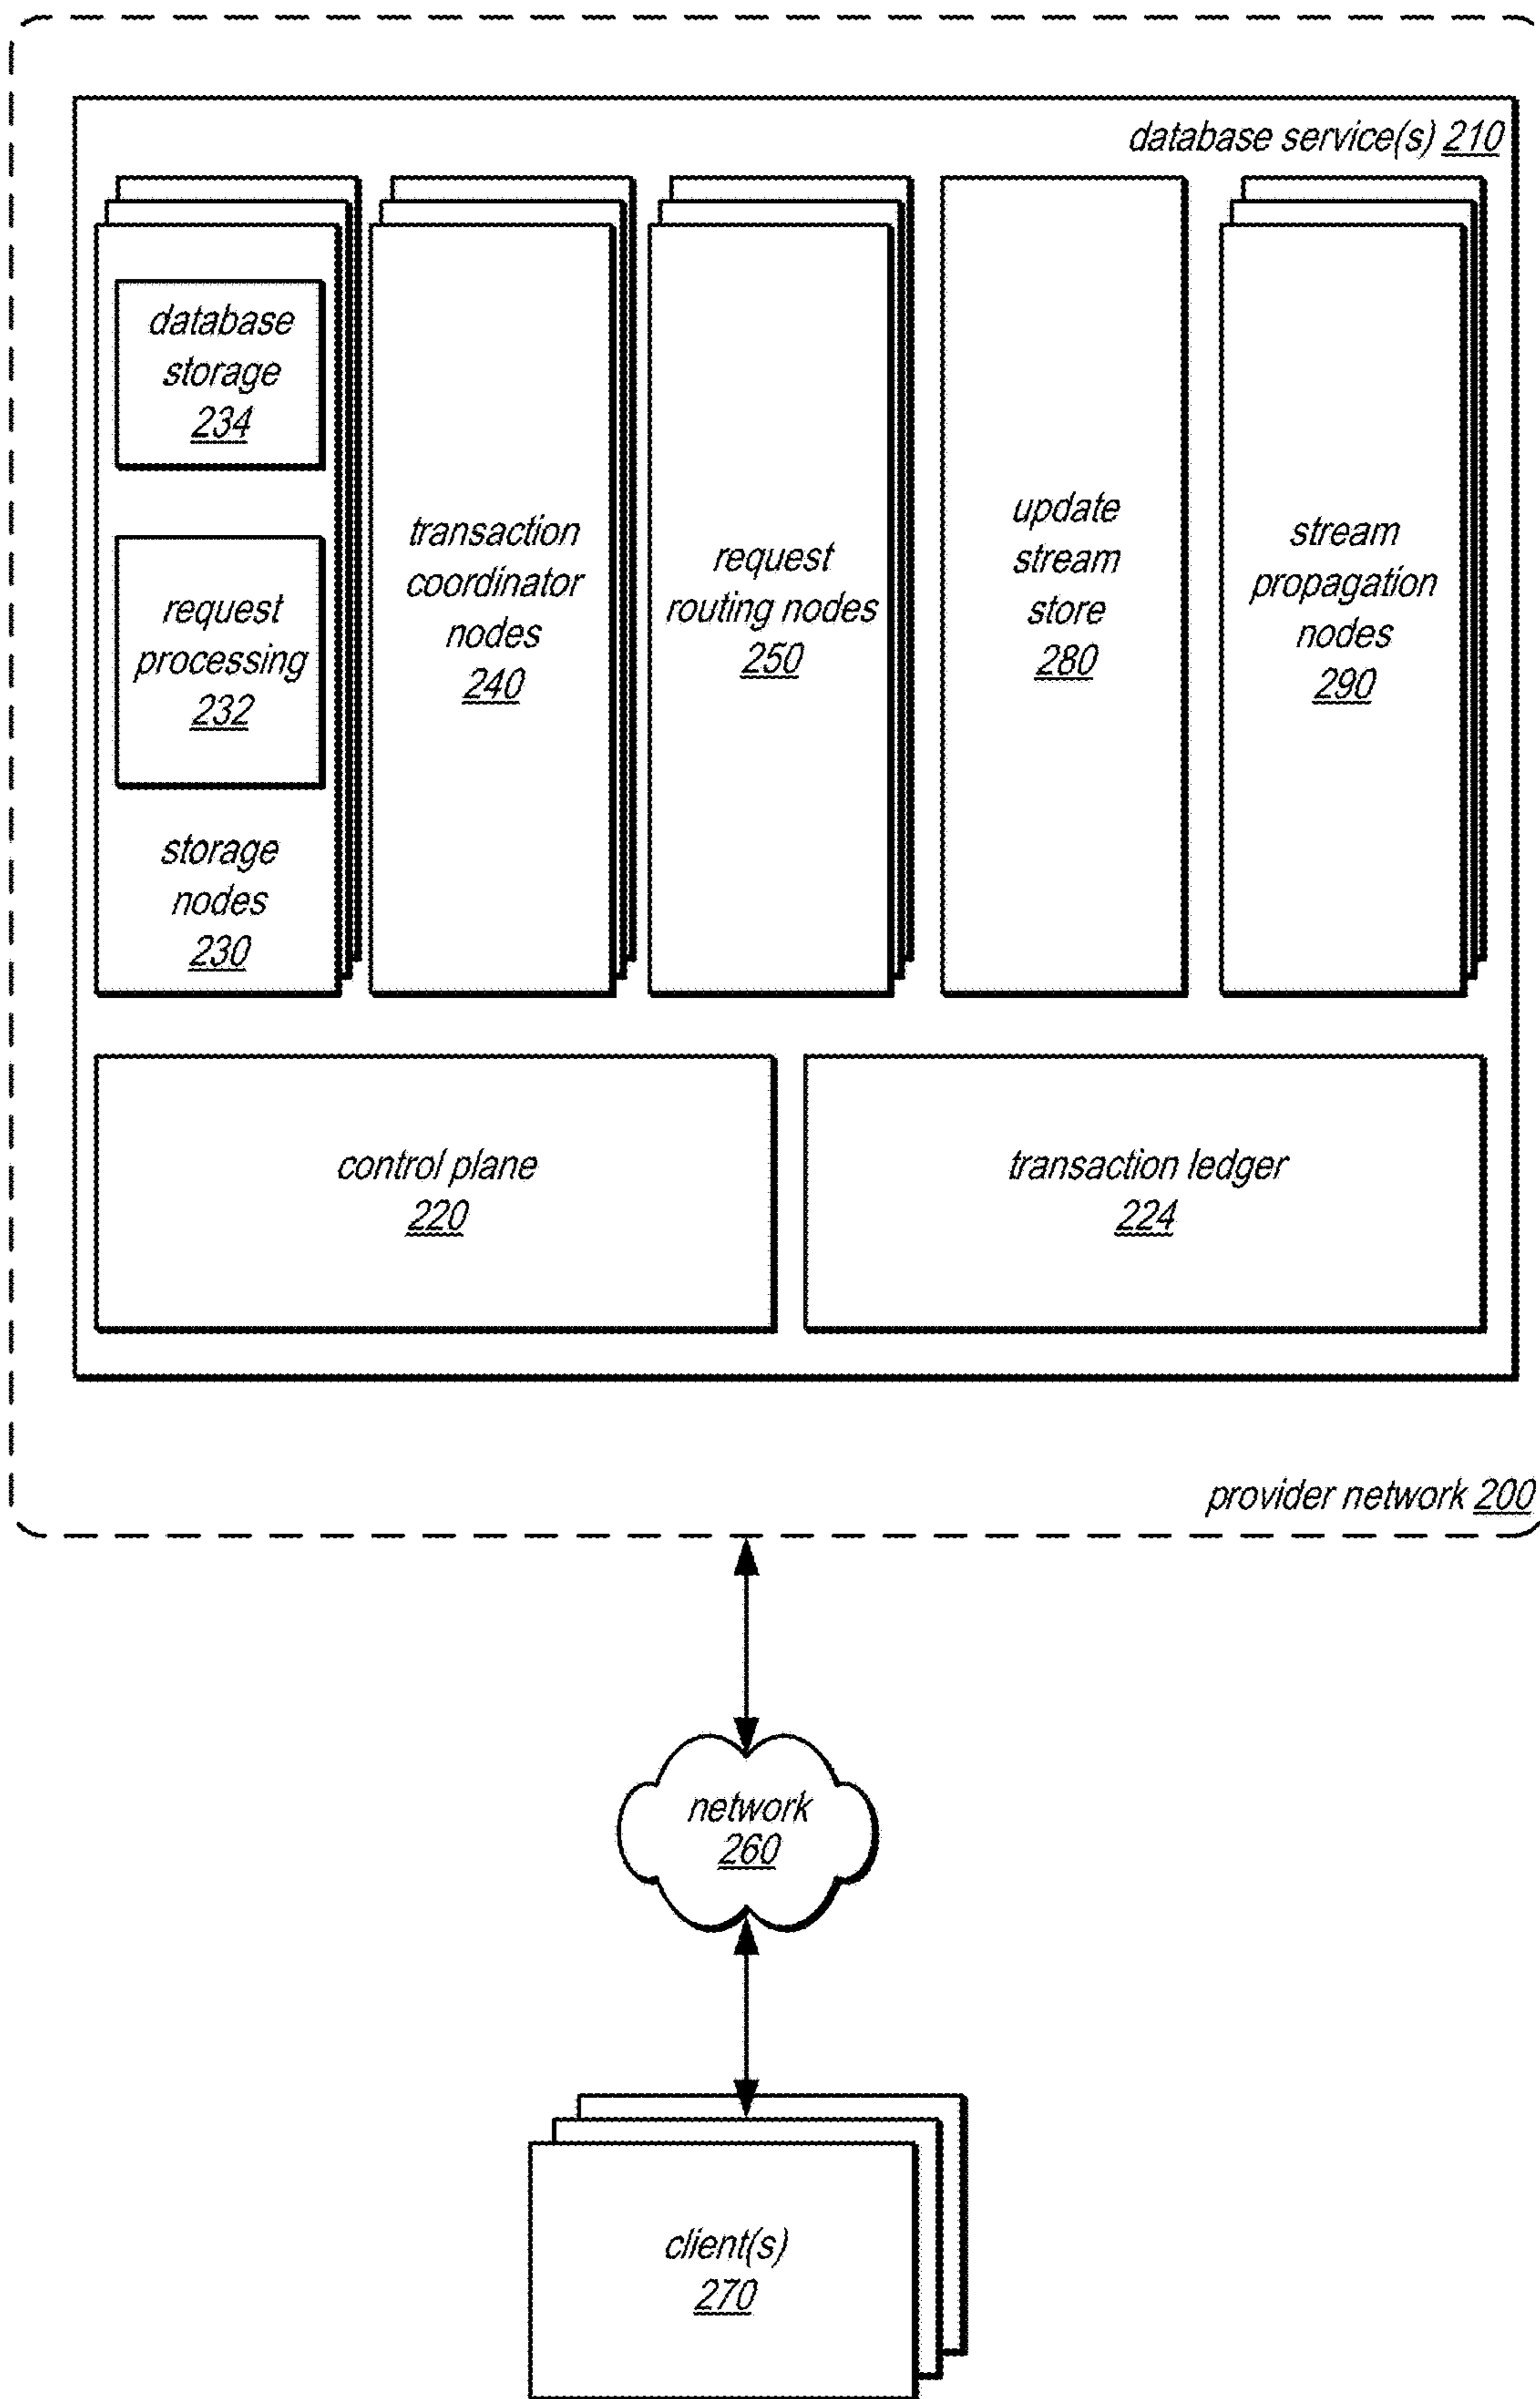 database service(s) 210
database
storage
234
request
processing
232
storage
nodes
230
transaction
coordinator
nodes
240
request
routing nodes
250
update
stream
store
280
stream
propagation
nodes
290
control plane
220
transaction ledger
224
provider network 200
network
260
client(s)
270